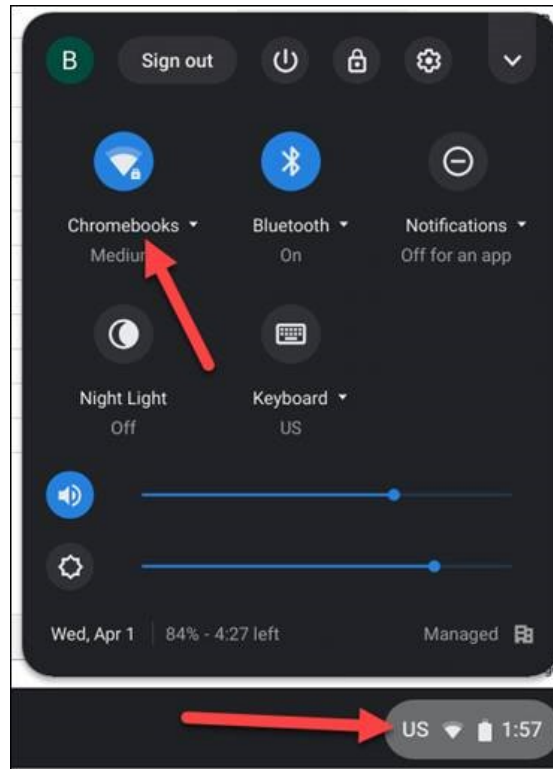 B Sign out
Chromebooks Bluetooth Notifications
On Off for an app
Night Light Keyboard
Off US
Wed, Apr 1 84% - 4:27 left Managed
US 1:57